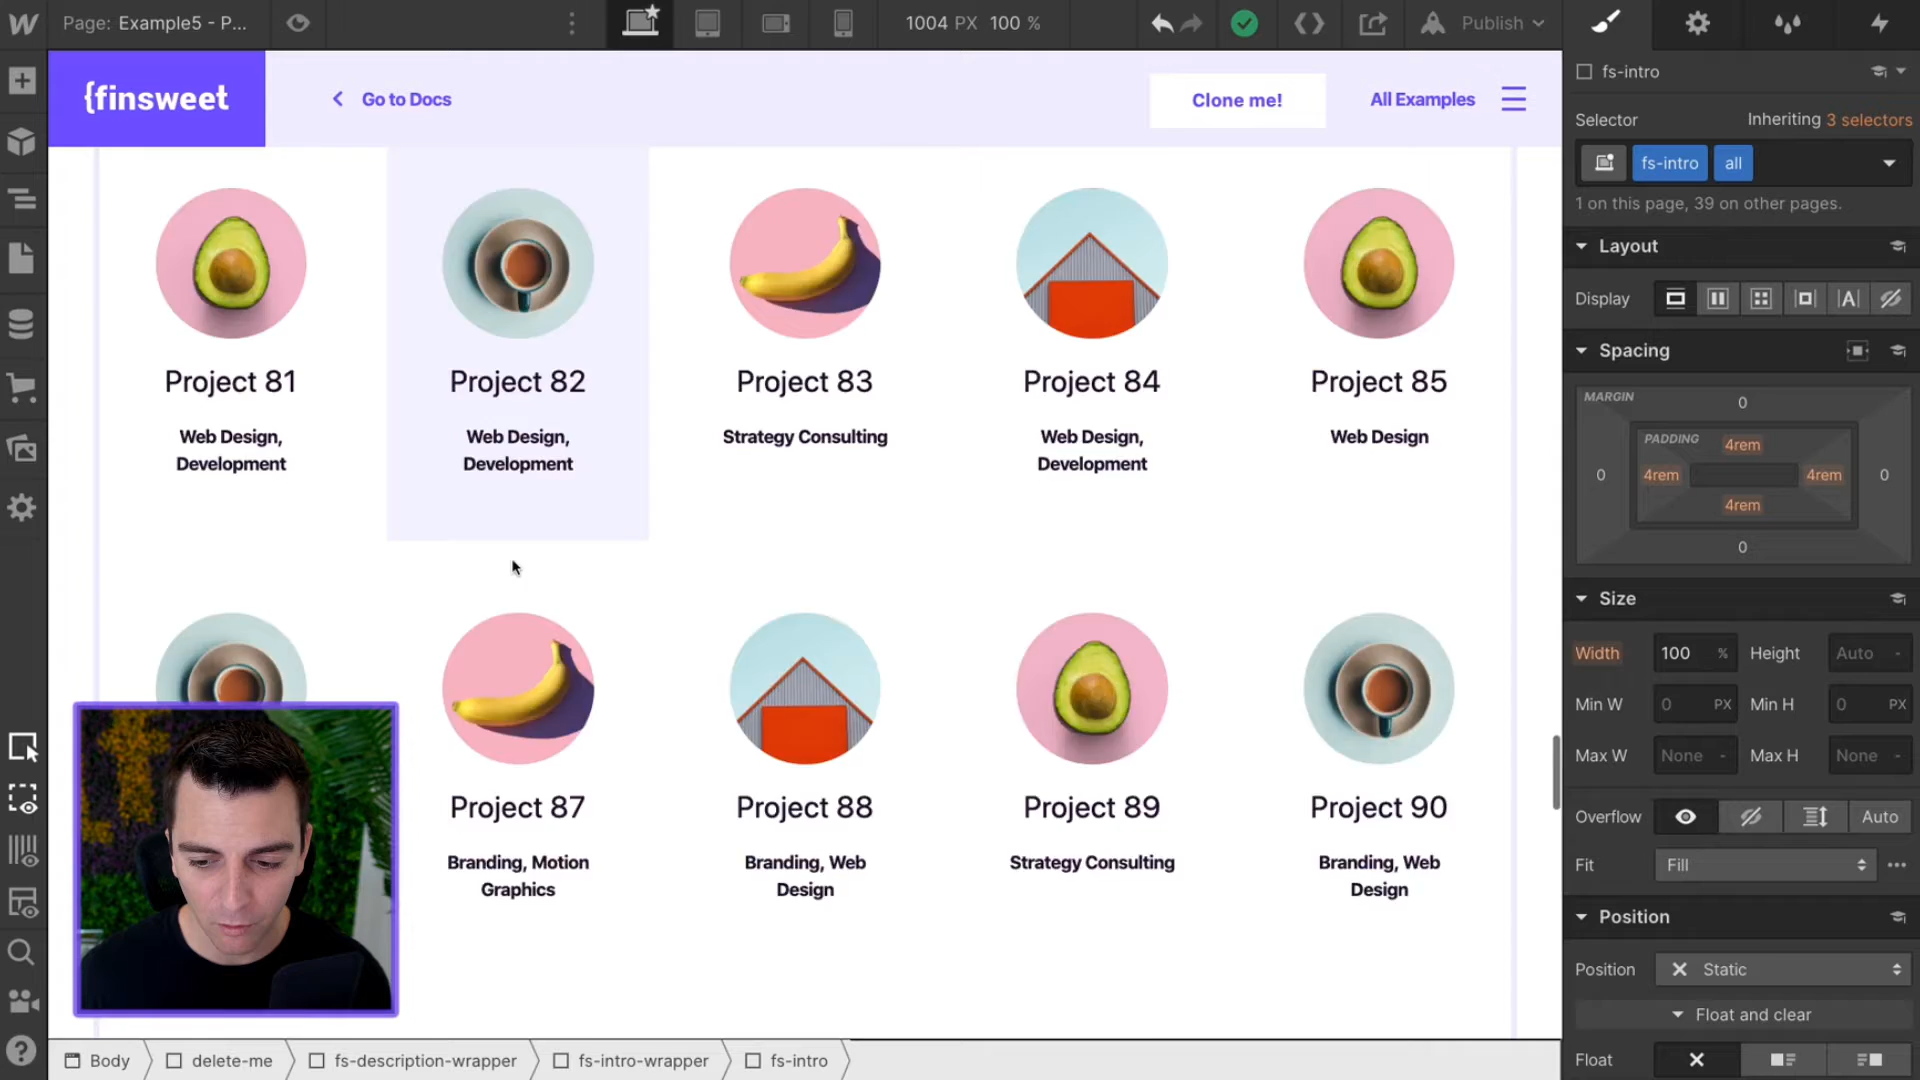 Page: Example5 - P...
1004 PX 100 %
Publish
{finsweet
Go to Docs
Clone me!
All Examples
Project 81
Web Design,
Development
Project 82
Web Design,
Development
Project 83
Strategy Consulting
Project 84
Web Design,
Development
Project 85
Web Design
Project 87
Branding, Motion
Graphics
Project 88
Branding, Web
Design
Project 89
Strategy Consulting
Project 90
Branding, Web
Design
Body
delete-me
fs-description-wrapper
fs-intro-wrapper
fs-intro
fs-intro
Selector
Inheriting 3 selectors
fs-intro
all
1 on this page, 39 on other pages.
Layout
Display
Spacing
MARGIN
0
PADDING
4rem
0
4rem
4rem
0
4rem
0
Size
Width
100 %
Height
Auto -
Min W
0 PX
Min H
0 PX
Max W
None -
Max H
None -
Overflow
Auto
Fit
Fill
Position
Position
Static
Float and clear
Float